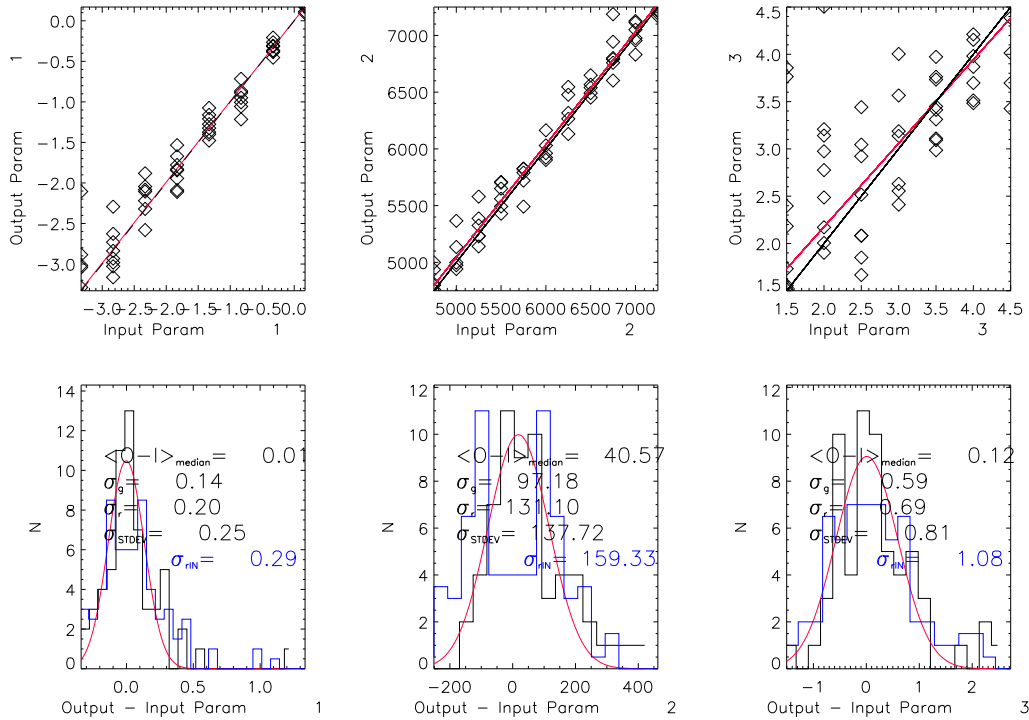 0.0
-0.5
-1.0
-1.5
-2.0
-2.5
-3.0
Output Param 1
-3.0-2.5-2.0-1.5-1.0-0.50.0
Input Param 1
7000
6500
6000
5500
5000
Output Param 2
5000 5500 6000 6500 7000
Input Param 2
4.5
4.0
3.5
3.0
2.5
2.0
1.5
Output Param 3
1.5 2.0 2.5 3.0 3.5 4.0 4.5
Input Param 3
14
12
10
8
6
4
2
0
N
<O-I>median= 0.01
σg= 0.14
σr= 0.20
σSTDEV= 0.25
σrIN= 0.29
0.0 1.0
Output - Input Param 1
12
10
8
6
4
2
0
N
<O-I>median= 40.57
σg= 97.18
σr= 131.10
σSTDEV= 137.72
σrIN= 159.33
-200 0 200 400
Output - Input Param 2
12
10
8
6
4
2
0
N
<O-I>median= 0.12
σg= 0.59
σr= 0.69
σSTDEV= 0.81
σrIN= 1.08
-1 0 1 2
Output - Input Param 3